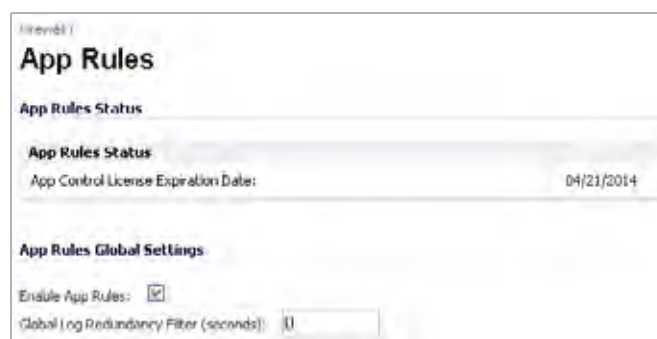 Firewall /
App Rules
App Rules Status
App Rules Status
App Control License Expiration Date: 04/21/2014
App Rules Global Settings
Enable App Rules:
Global Log Redundancy Filter (seconds): 0